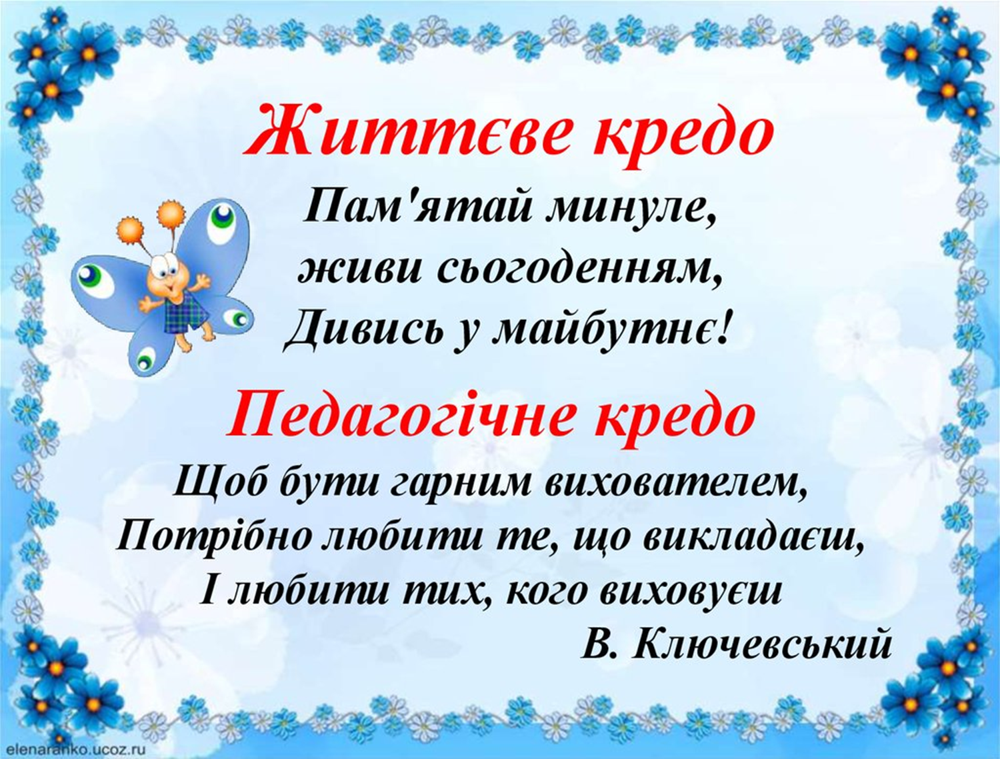 Життєве кредо
Пам'ятай минуле,
живи сьогоденням,
Дивись у майбутнє!
Педагогічне кредо
Щоб бути гарним вихователем,
Потрібно любити те, що викладаєш,
І любити тих, кого виховуєш
В. Ключевський
elenaranko.ucoz.ru